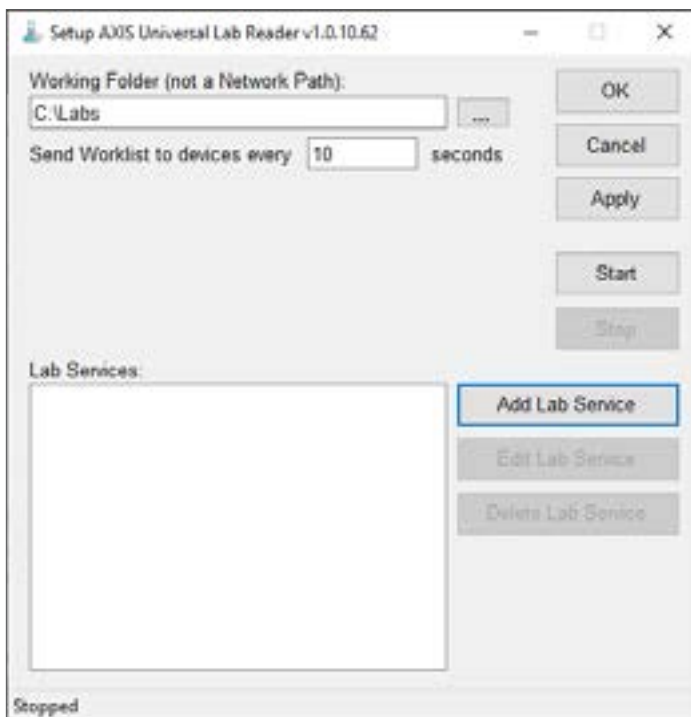 Setup AXIS Universal Lab Reader v1.0.10.62
Working Folder (not a Network Path):
OK
C:\Labs
...
Cancel
Send Worklist to devices every 10 seconds
Apply
Start
Stop
Lab Services:
Add Lab Service
Edit Lab Service
Delete Lab Service
Stopped